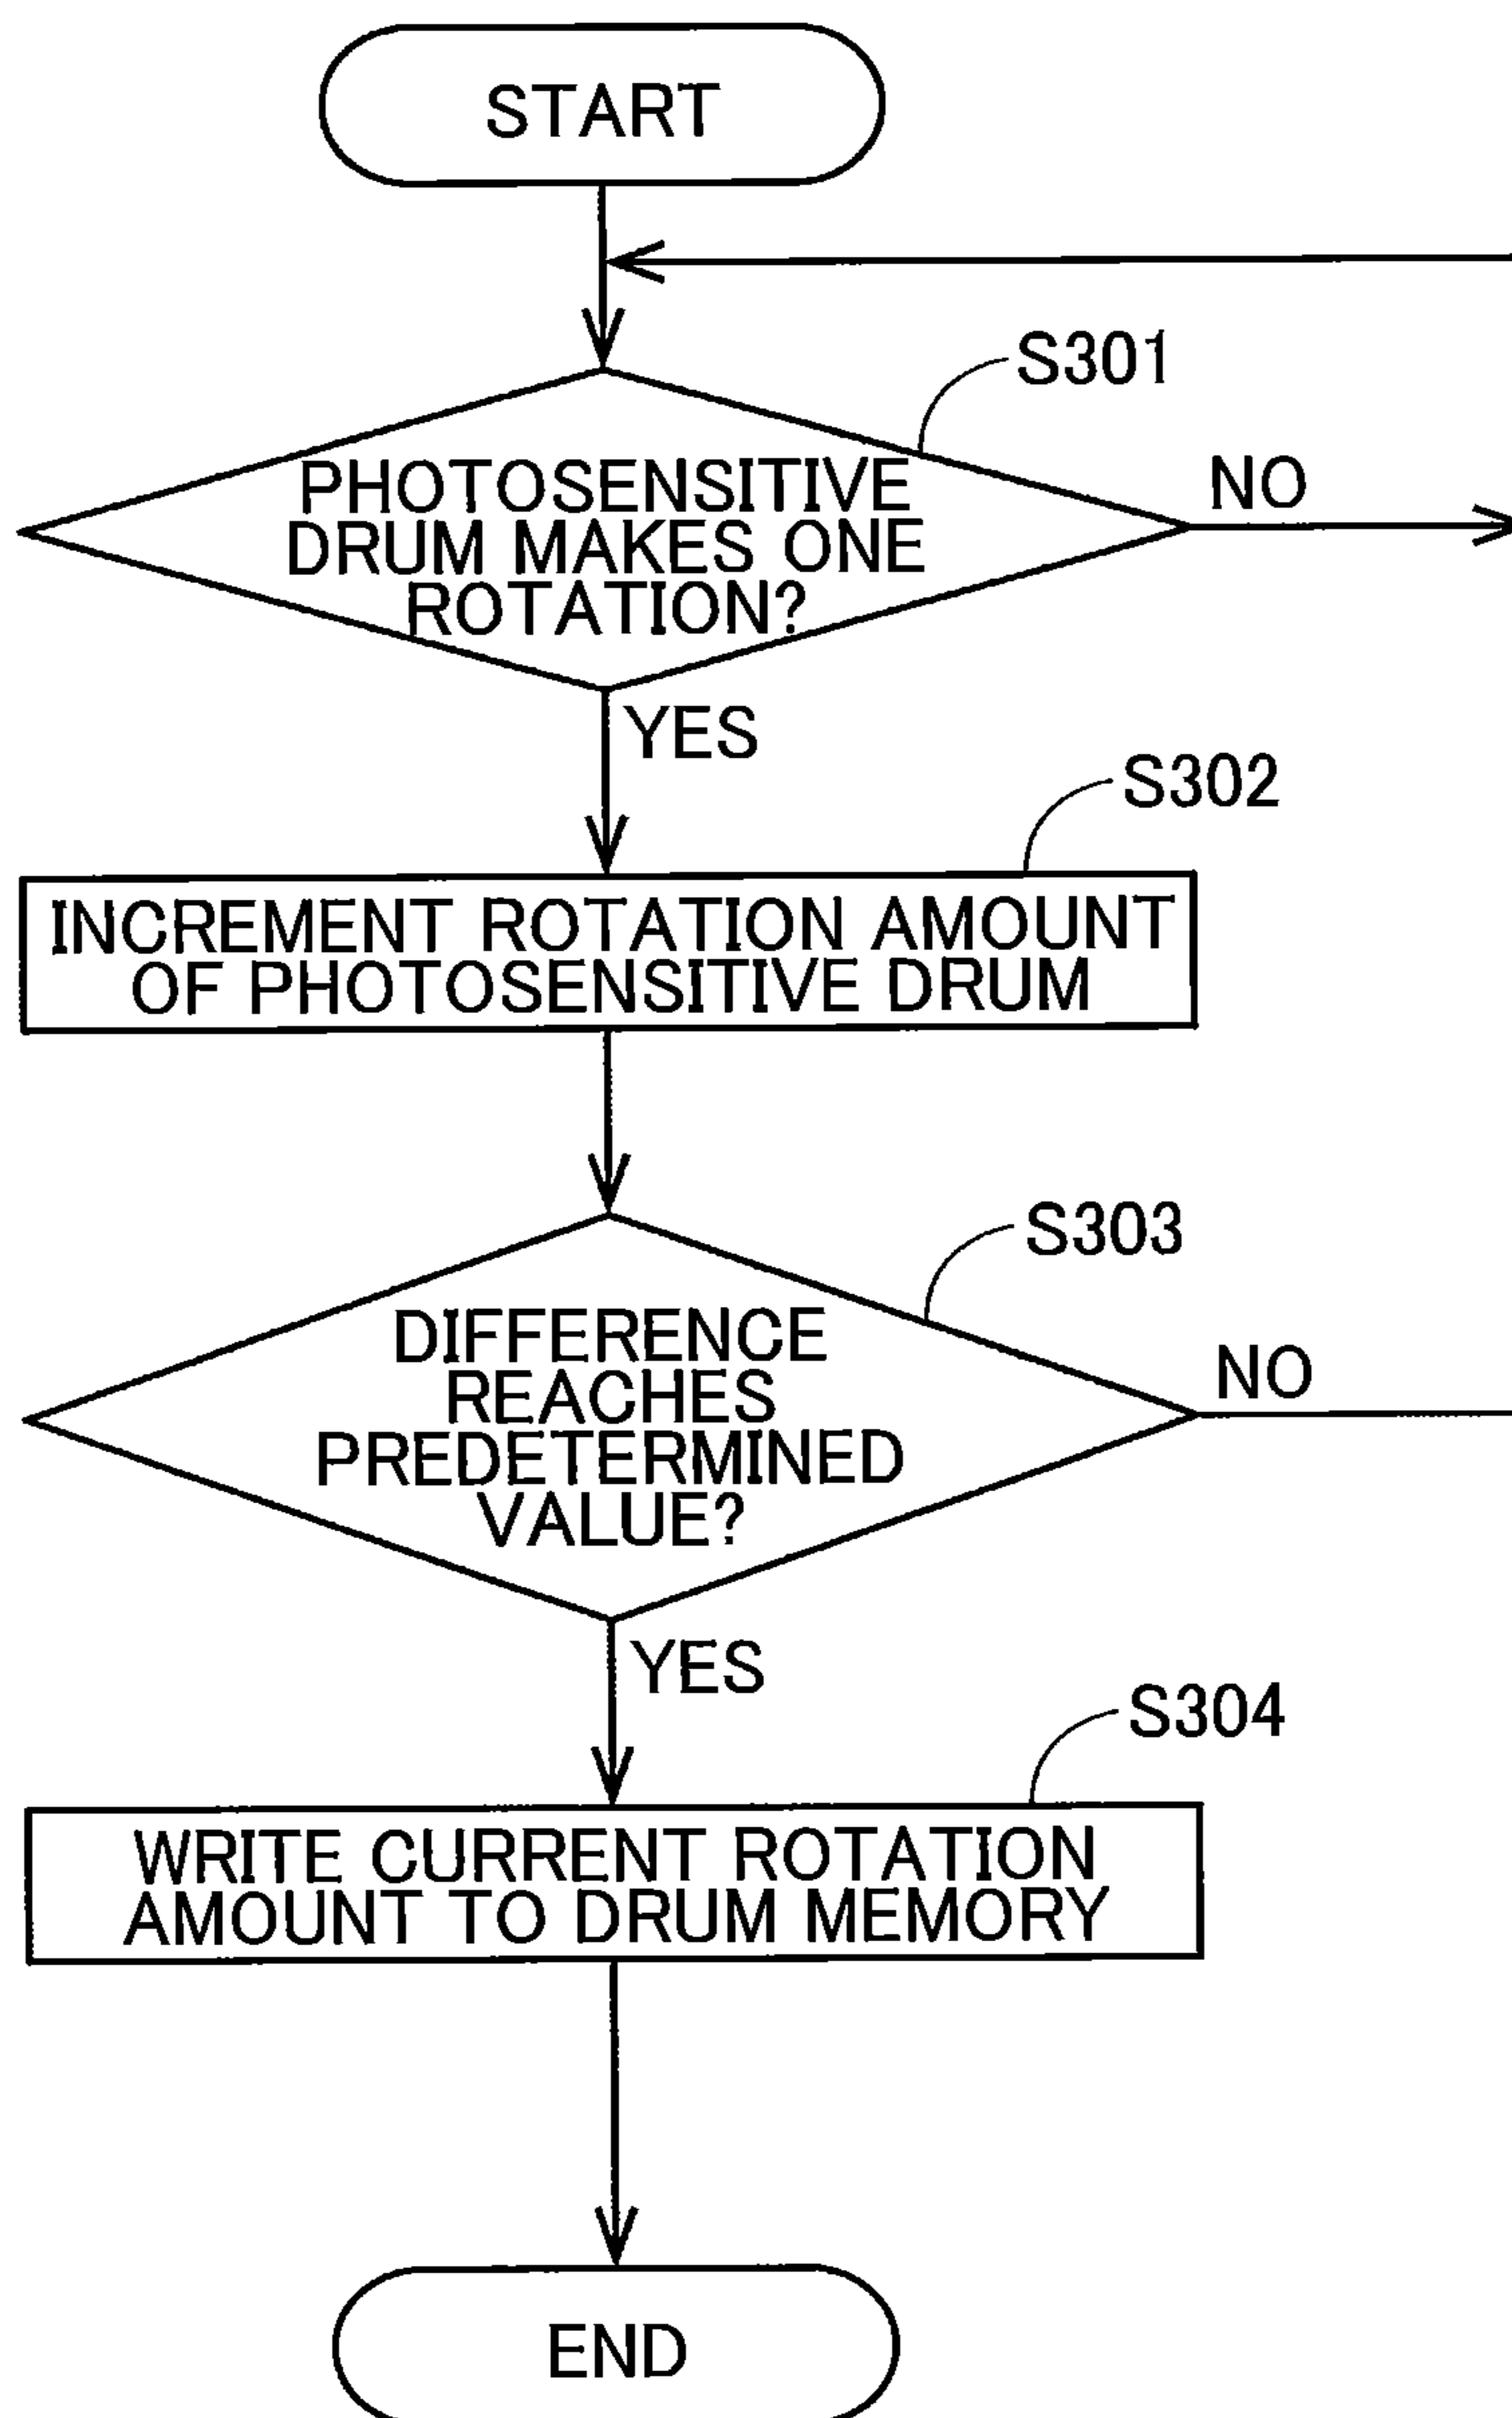 START
S301
PHOTOSENSITIVE
DRUM MAKES ONE
ROTATION?
NO
YES
S302
INCREMENT ROTATION AMOUNT
OF PHOTOSENSITIVE DRUM
S303
DIFFERENCE
REACHES
PREDETERMINED
VALUE?
NO
YES
S304
WRITE CURRENT ROTATION
AMOUNT TO DRUM MEMORY
END